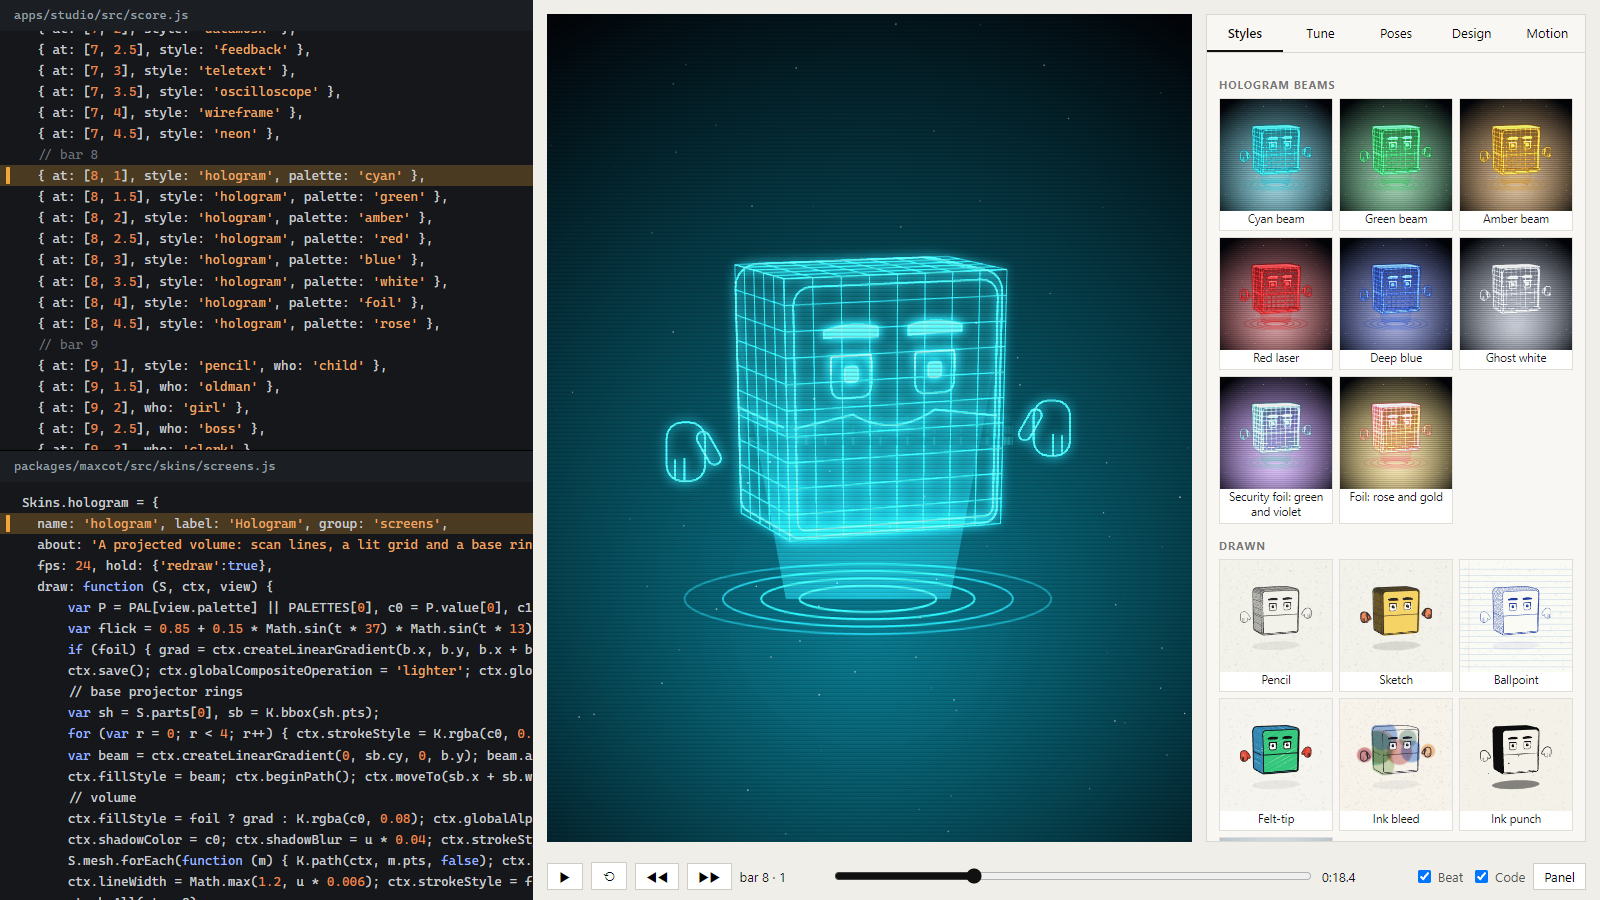 apps/studio/src/score.js
{ at: [7, 2.5], style: 'feedback' },
{ at: [7, 3], style: 'teletext' },
{ at: [7, 3.5], style: 'oscilloscope' },
{ at: [7, 4], style: 'wireframe' },
{ at: [7, 4.5], style: 'neon' },
// bar 8
{ at: [8, 1], style: 'hologram', palette: 'cyan' },
{ at: [8, 1.5], style: 'hologram', palette: 'green' },
{ at: [8, 2], style: 'hologram', palette: 'amber' },
{ at: [8, 2.5], style: 'hologram', palette: 'red' },
{ at: [8, 3], style: 'hologram', palette: 'blue' },
{ at: [8, 3.5], style: 'hologram', palette: 'white' },
{ at: [8, 4], style: 'hologram', palette: 'foil' },
{ at: [8, 4.5], style: 'hologram', palette: 'rose' },
// bar 9
{ at: [9, 1], style: 'pencil', who: 'child' },
{ at: [9, 1.5], who: 'oldman' },
{ at: [9, 2], who: 'girl' },
{ at: [9, 2.5], who: 'boss' },
{ at: [9, 3], who: 'clerk' },
packages/maxcot/src/skins/screens.js
Skins.hologram = {
name: 'hologram', label: 'Hologram', group: 'screens',
about: 'A projected volume: scan lines, a lit grid and a base rin
fps: 24, hold: {'redraw':true},
draw: function (S, ctx, view) {
var P = PAL[view.palette] || PALETTES[0], c0 = P.value[0], c1
var flick = 0.85 + 0.15 * Math.sin(t * 37) * Math.sin(t * 13)
if (foil) { grad = ctx.createLinearGradient(b.x, b.y, b.x + b
ctx.save(); ctx.globalCompositeOperation = 'lighter'; ctx.glo
// base projector rings
var sh = S.parts[0], sb = K.bbox(sh.pts);
for (var r = 0; r < 4; r++) { ctx.strokeStyle = K.rgba(c0, 0.
var beam = ctx.createLinearGradient(0, sb.cy, 0, b.y); beam.a
ctx.fillStyle = beam; ctx.beginPath(); ctx.moveTo(sb.x + sb.w
// volume
ctx.fillStyle = foil ? grad : K.rgba(c0, 0.08); ctx.globalAlp
ctx.shadowColor = c0; ctx.shadowBlur = u * 0.04; ctx.strokeSt
S.mesh.forEach(function (m) { K.path(ctx, m.pts, false); ctx.
ctx.lineWidth = Math.max(1.2, u * 0.006); ctx.strokeStyle = f
bar 8 · 1
0:18.4
Beat
Code
Panel
Styles Tune Poses Design Motion
HOLOGRAM BEAMS
Cyan beam
Green beam
Amber beam
Red laser
Deep blue
Ghost white
Security foil: green
and violet
Foil: rose and gold
DRAWN
Pencil
Sketch
Ballpoint
Felt-tip
Ink bleed
Ink punch